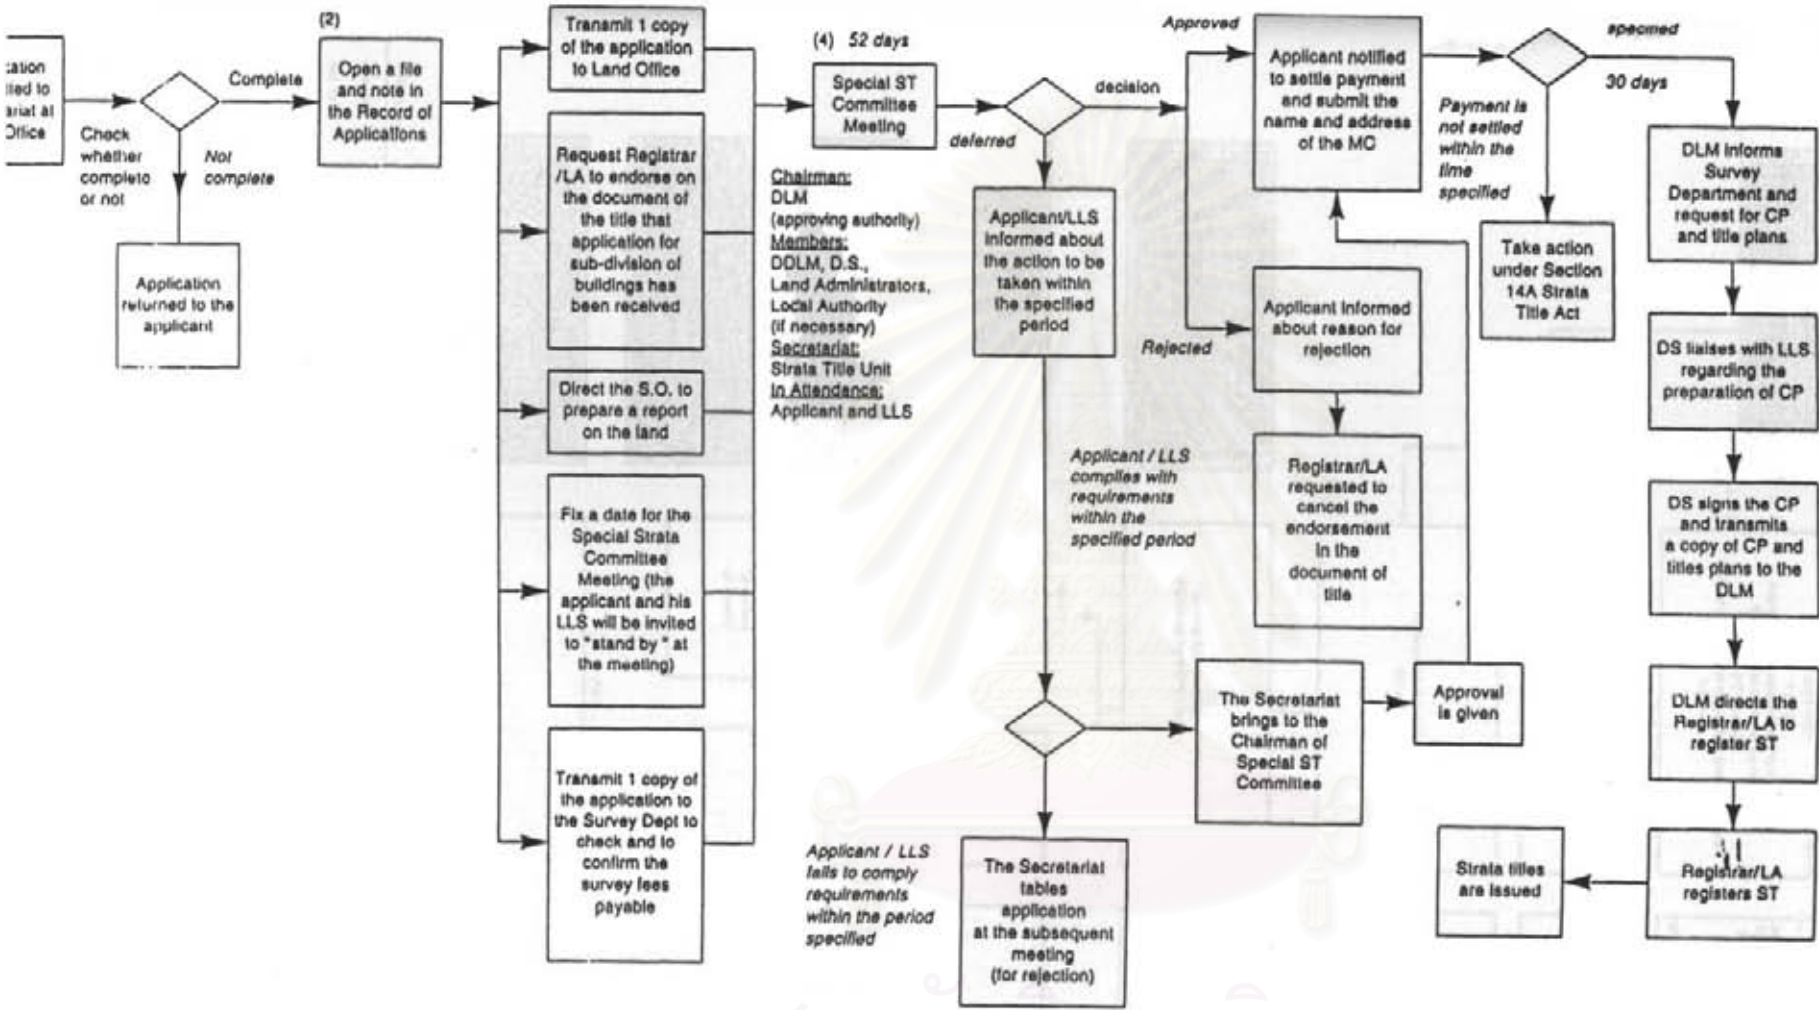 (2)
Office
Check
whether
complete
or not
Complete
Not
complete
Application
returned to the
applicant
Open a file
and note in
the Record of
Applications
Transmit 1 copy
of the application
to Land Office
Request Registrar
/LA to endorse on
the document of
the title that
application for
sub-division of
buildings has
been received
Direct the S.O. to
prepare a report
on the land
Fix a date for the
Special Strata
Committee
Meeting (the
applicant and his
LLS will be invited
to "stand by" at
the meeting)
Transmit 1 copy of
the application to
the Survey Dept to
check and to
confirm the
survey fees
payable
(4) 52 days
Special ST
Committee
Meeting
Chairman:
DLM
(approving authority)
Members:
DDLM, D.S.,
Land Administrators,
Local Authority
(if necessary)
Secretariat:
Strata Title Unit
In Attendance:
Applicant and LLS
deferred
decision
Applicant/LLS
informed about
the action to be
taken within
the specified
period
Applicant / LLS
complies with
requirements
within the
specified period
Applicant / LLS
fails to comply
requirements
within the period
specified
The Secretariat
tables
application
at the subsequent
meeting
(for rejection)
The Secretariat
brings to the
Chairman of
Special ST
Committee
Approval
is given
Approved
Applicant notified
to settle payment
and submit the
name and address
of the MC
Rejected
Applicant informed
about reason for
rejection
Registrar/LA
requested to
cancel the
endorsement
in the
document of
title
Payment is
not settled
within the
time
specified
Take action
under Section
14A Strata
Title Act
specified
30 days
DLM informs
Survey
Department and
request for CP
and title plans
DS liaises with LLS
regarding the
preparation of CP
DS signs the CP
and transmits
a copy of CP and
titles plans to the
DLM
DLM directs the
Registrar/LA to
register ST
Registrar/LA
registers ST
Strata titles
are issued